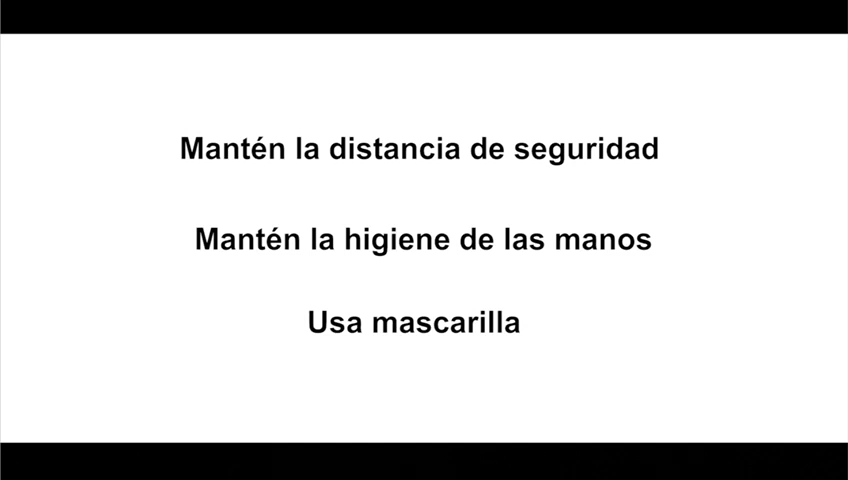 Mantén la distancia de seguridad
Mantén la higiene de las manos
Usa mascarilla